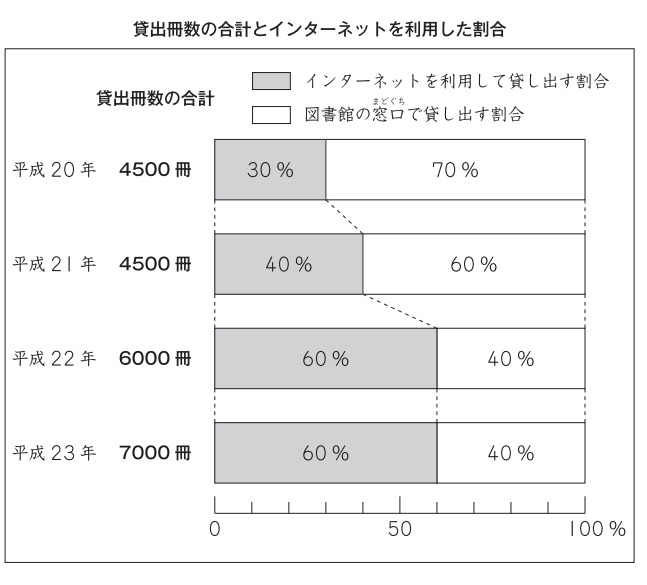 貸出冊数の合計とインターネットを利用した割合
インターネットを利用して貸し出す割合
貸出冊数の合計
まどぐち
図書館の窓口で貸し出す割合
平成20年 4500冊 30% 70%
平成21年 4500冊 40% 60%
平成22年 6000冊 60% 40%
平成23年 7000冊 60% 40%
0 50 100%